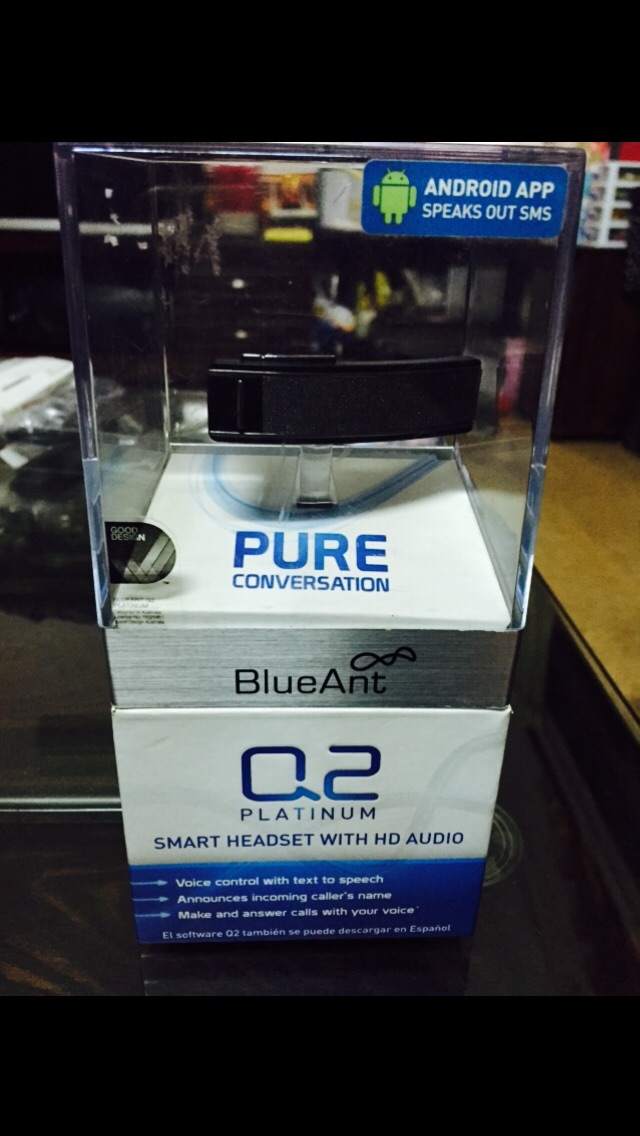 ANDROID APP
SPEAKS OUT SMS
GOOD
DESIGN
PURE
CONVERSATION
BlueAnt
Q2
PLATINUM
SMART HEADSET WITH HD AUDIO
Voice control with text to speech
Announces incoming caller's name
Make and answer calls with your voice*
El software Q2 también se puede descargar en Español